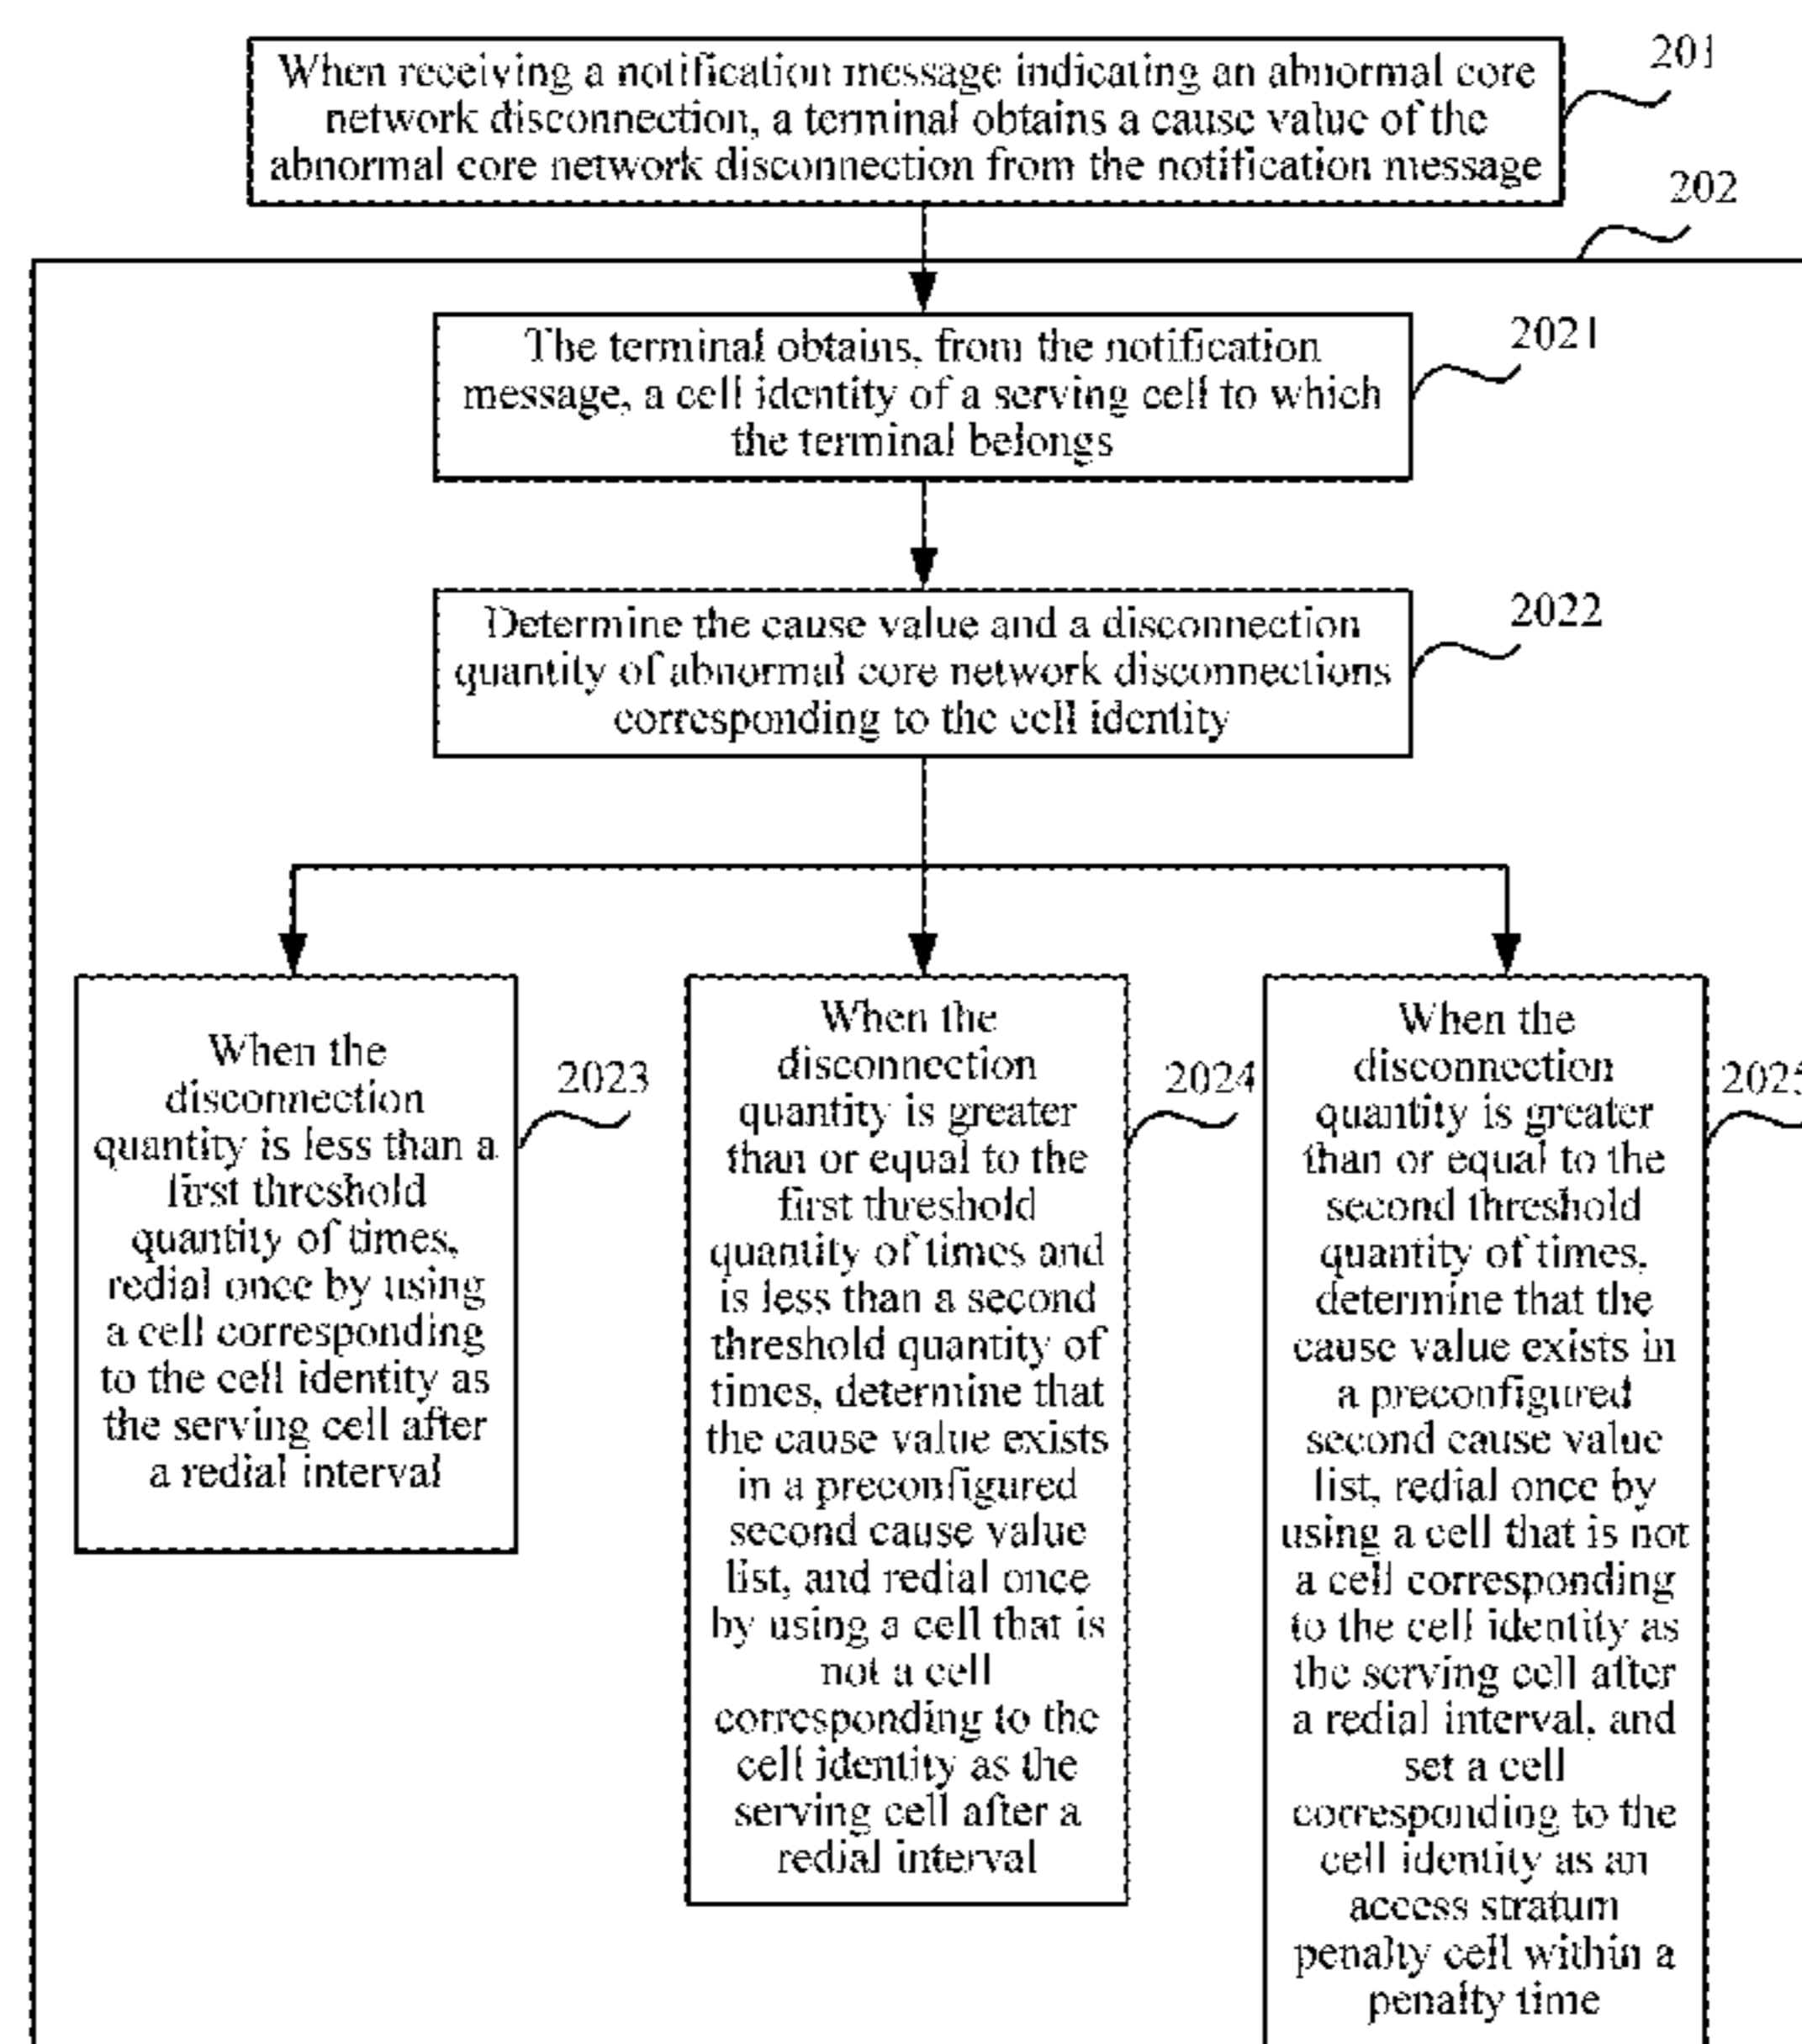 When receiving a notification message indicating an abnormal core
network disconnection, a terminal obtains a cause value of the
abnormal core network disconnection from the notification message
201
202
The terminal obtains, from the notification
message, a cell identity of a serving cell to which
the terminal belongs
2021
Determine the cause value and a disconnection
quantity of abnormal core network disconnections
corresponding to the cell identity
2022
When the
disconnection
quantity is less than a
first threshold
quantity of times,
redial once by using
a cell corresponding
to the cell identity as
the serving cell after
a redial interval
2023
When the
disconnection
quantity is greater
than or equal to the
first threshold
quantity of times and
is less than a second
threshold quantity of
times, determine that
the cause value exists
in a preconfigured
second cause value
list, and redial once
by using a cell that is
not a cell
corresponding to the
cell identity as the
serving cell after a
redial interval
2024
When the
disconnection
quantity is greater
than or equal to the
second threshold
quantity of times,
determine that the
cause value exists in
a preconfigured
second cause value
list, redial once by
using a cell that is not
a cell corresponding
to the cell identity as
the serving cell after
a redial interval, and
set a cell
corresponding to the
cell identity as an
access stratum
penalty cell within a
penalty time
2025